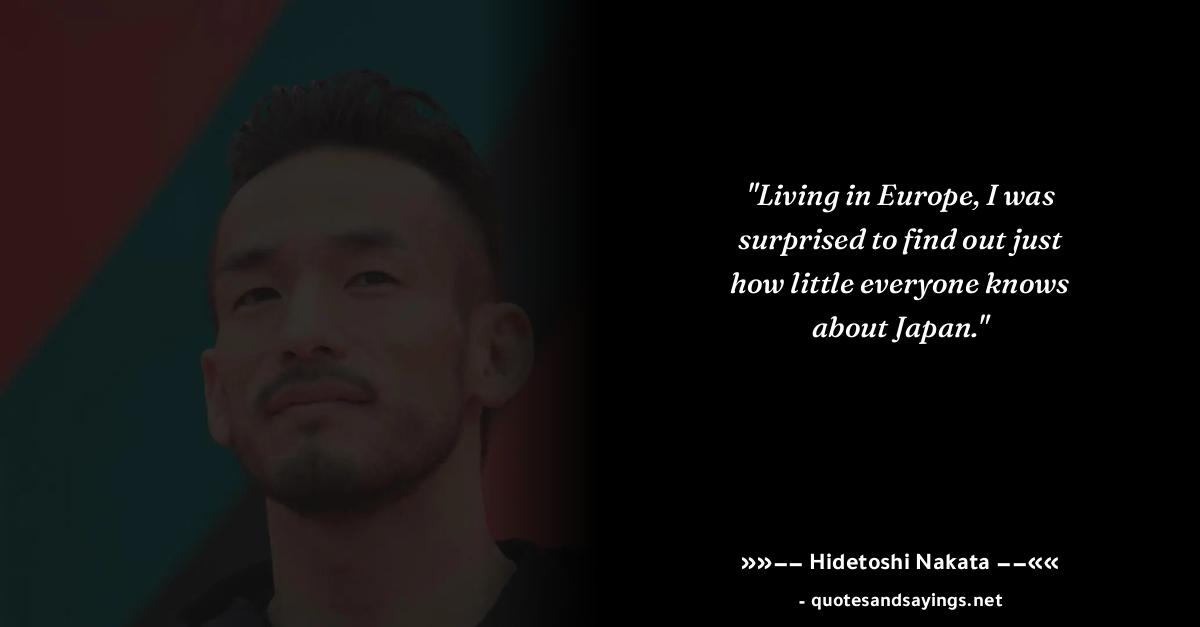 "Living in Europe, I was
surprised to find out just
how little everyone knows
about Japan."
»»−− Hidetoshi Nakata −−««
- quotesandsayings.net